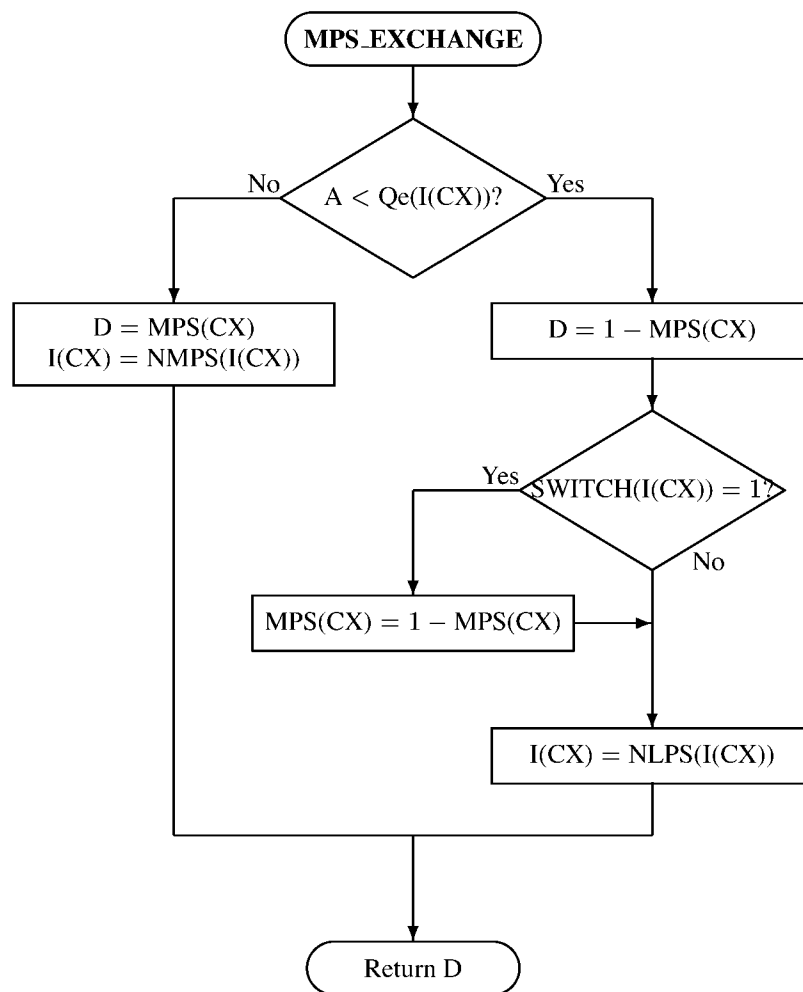 MPS_EXCHANGE
A < Qe(I(CX))?
No
Yes
D = MPS(CX)
I(CX) = NMPS(I(CX))
D = 1 − MPS(CX)
SWITCH(I(CX)) = 1?
Yes
No
MPS(CX) = 1 − MPS(CX)
I(CX) = NLPS(I(CX))
Return D